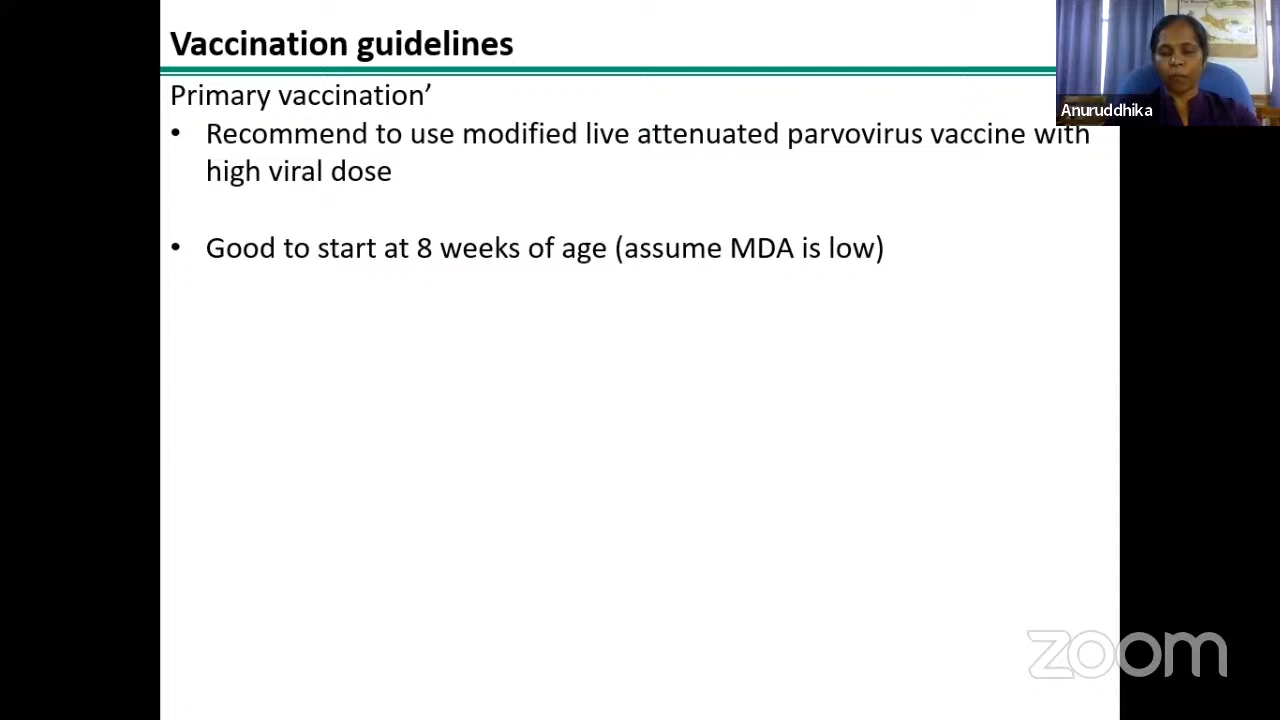 Vaccination guidelines
Primary vaccination’
• Recommend to use modified live attenuated parvovirus vaccine with
high viral dose
• Good to start at 8 weeks of age (assume MDA is low)
Anuruddhika
zoom